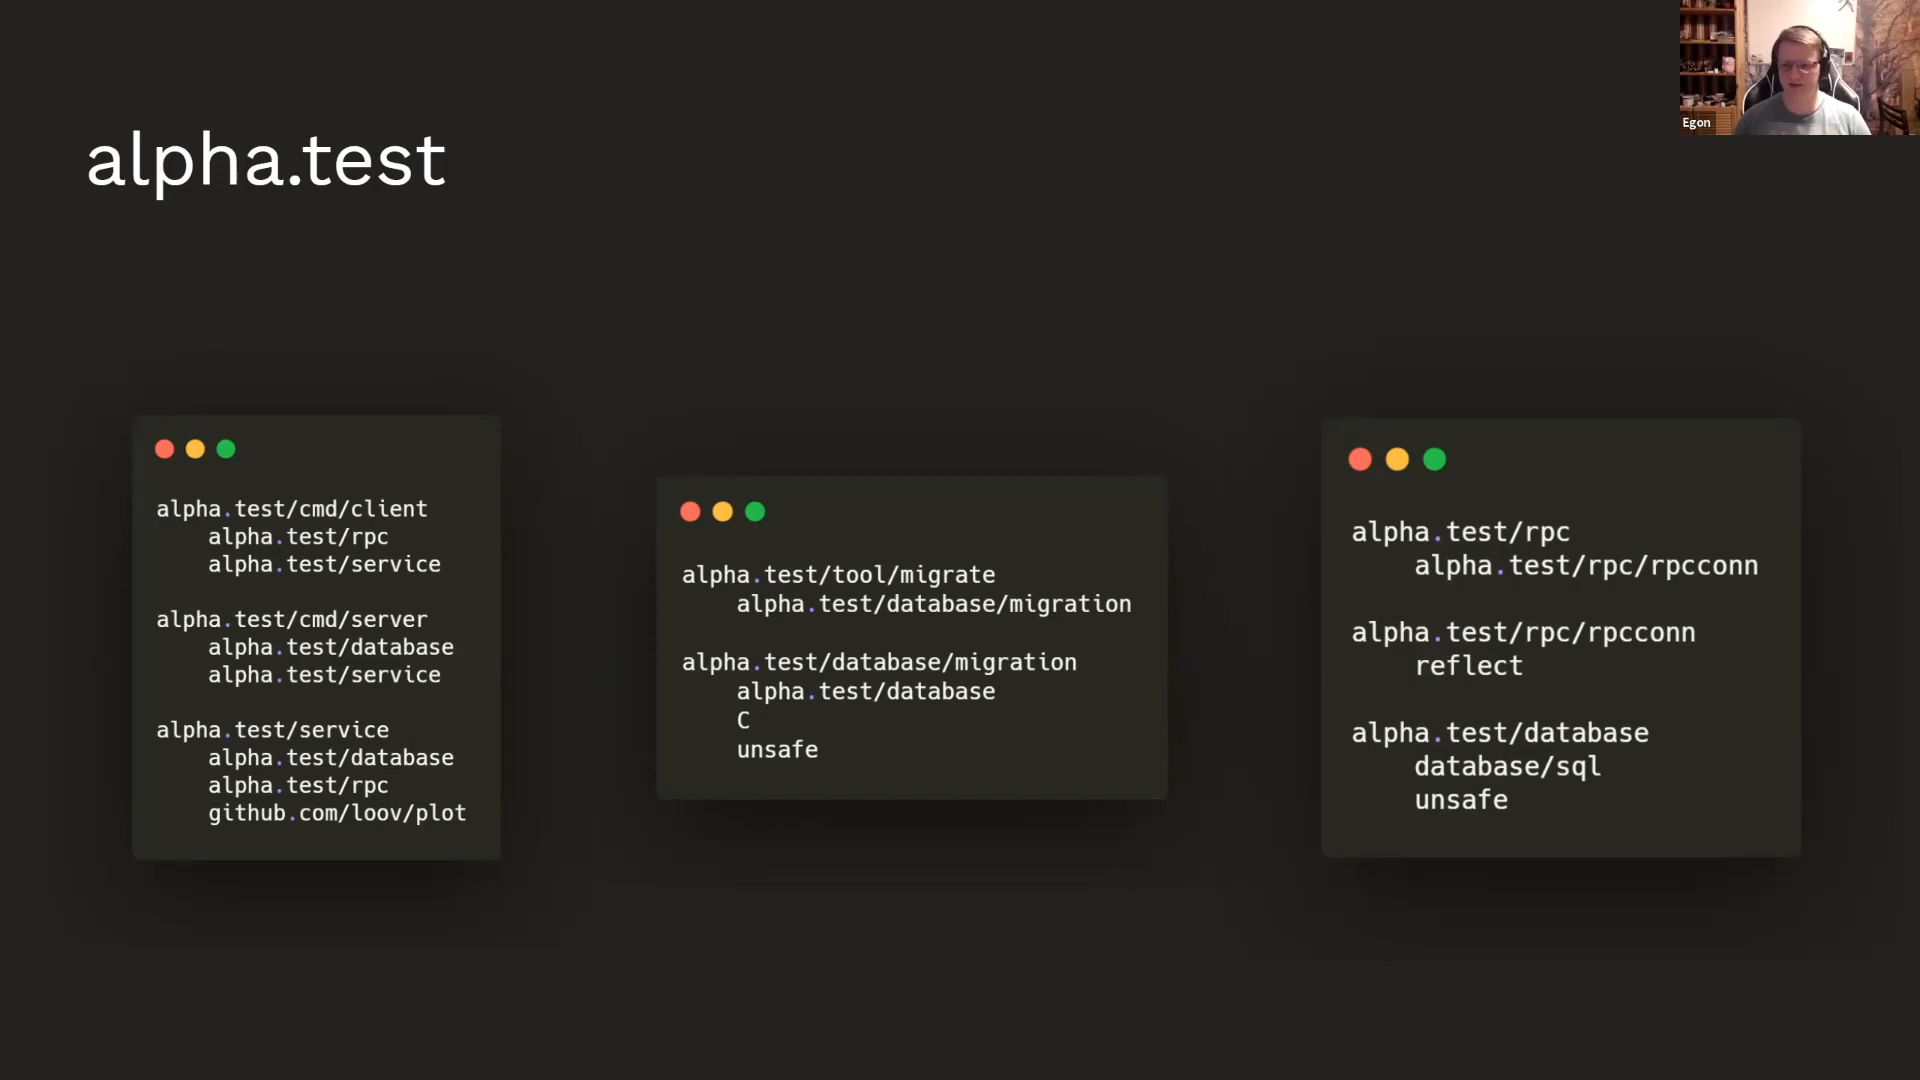 alpha.test
Egon
alpha.test/cmd/client
alpha.test/rpc
alpha.test/service
alpha.test/cmd/server
alpha.test/database
alpha.test/service
alpha.test/service
alpha.test/database
alpha.test/rpc
github.com/loov/plot
alpha.test/tool/migrate
alpha.test/database/migration
alpha.test/database/migration
alpha.test/database
C
unsafe
alpha.test/rpc
alpha.test/rpc/rpcconn
alpha.test/rpc/rpcconn
reflect
alpha.test/database
database/sql
unsafe